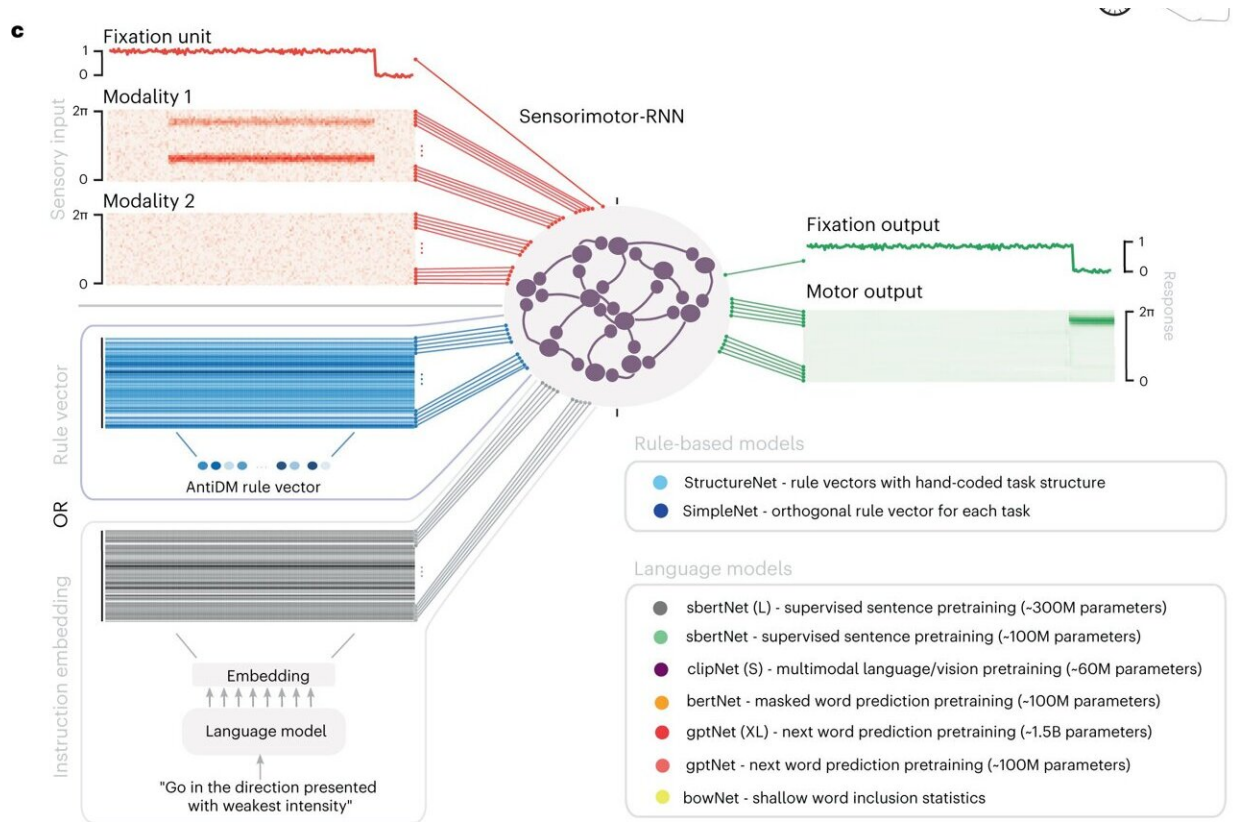 c
Fixation unit
1
0
Modality 1
2π
0
Modality 2
2π
0
Sensory input
Sensorimotor-RNN
Fixation output
1
0
Motor output
2π
0
Response
Rule vector
AntiDM rule vector
OR
Instruction embedding
Embedding
Language model
"Go in the direction presented
with weakest intensity"
Rule-based models
StructureNet - rule vectors with hand-coded task structure
SimpleNet - orthogonal rule vector for each task
Language models
sbertNet (L) - supervised sentence pretraining (~300M parameters)
sbertNet - supervised sentence pretraining (~100M parameters)
clipNet (S) - multimodal language/vision pretraining (~60M parameters)
bertNet - masked word prediction pretraining (~100M parameters)
gptNet (XL) - next word prediction pretraining (~1.5B parameters)
gptNet - next word prediction pretraining (~100M parameters)
bowNet - shallow word inclusion statistics